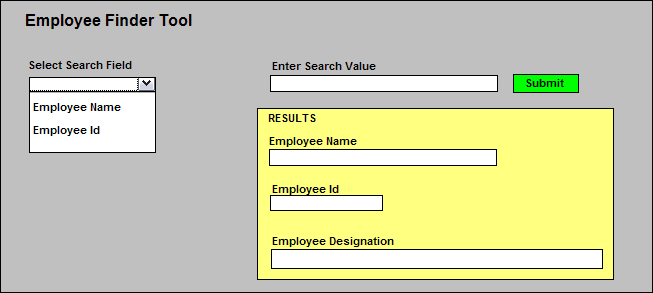 Employee Finder Tool
Select Search Field
Employee Name
Employee Id
Enter Search Value
Submit
RESULTS
Employee Name
Employee Id
Employee Designation